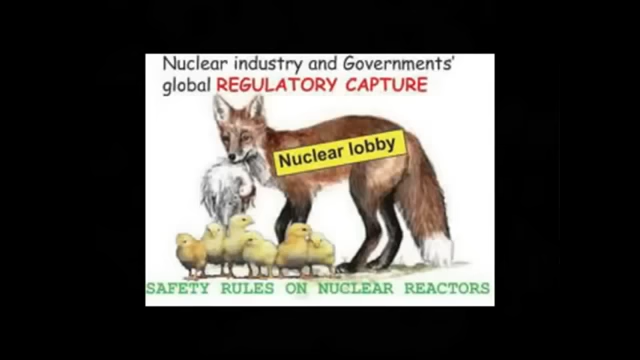 Nuclear industry and Governments'
global REGULATORY CAPTURE
Nuclear lobby
SAFETY RULES ON NUCLEAR REACTORS